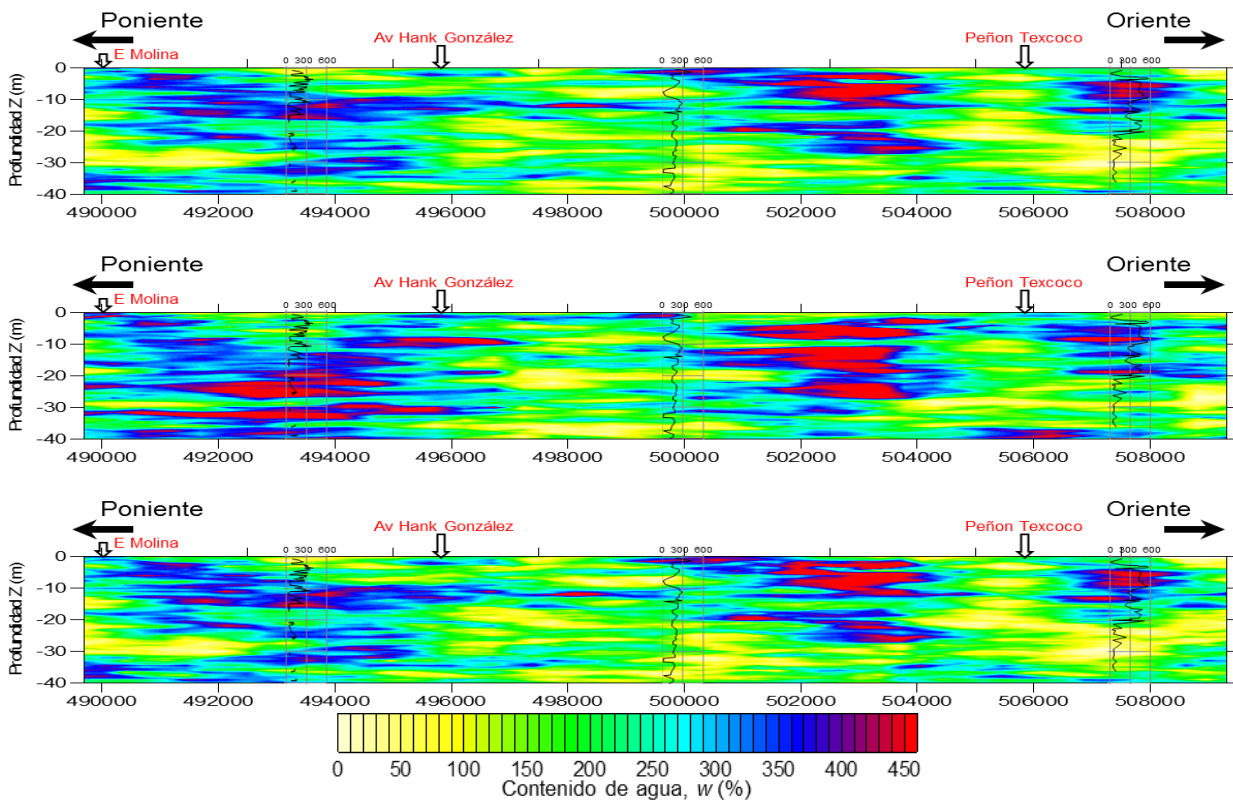 Poniente
Oriente
Av Hank González
Peñon Texcoco
E Molina
0 300 600
0 300 600
0 300 600
0
-10
-20
-30
-40
Profundidad Z (m)
490000 492000 494000 496000 498000 500000 502000 504000 506000 508000
Poniente
Oriente
Av Hank González
Peñon Texcoco
E Molina
0 300 600
0 300 600
0 300 600
0
-10
-20
-30
-40
Profundidad Z (m)
490000 492000 494000 496000 498000 500000 502000 504000 506000 508000
Poniente
Oriente
Av Hank González
Peñon Texcoco
E Molina
0 300 600
0 300 600
0 300 600
0
-10
-20
-30
-40
Profundidad Z (m)
490000 492000 494000 496000 498000 500000 502000 504000 506000 508000
0 50 100 150 200 250 300 350 400 450
Contenido de agua, w (%)